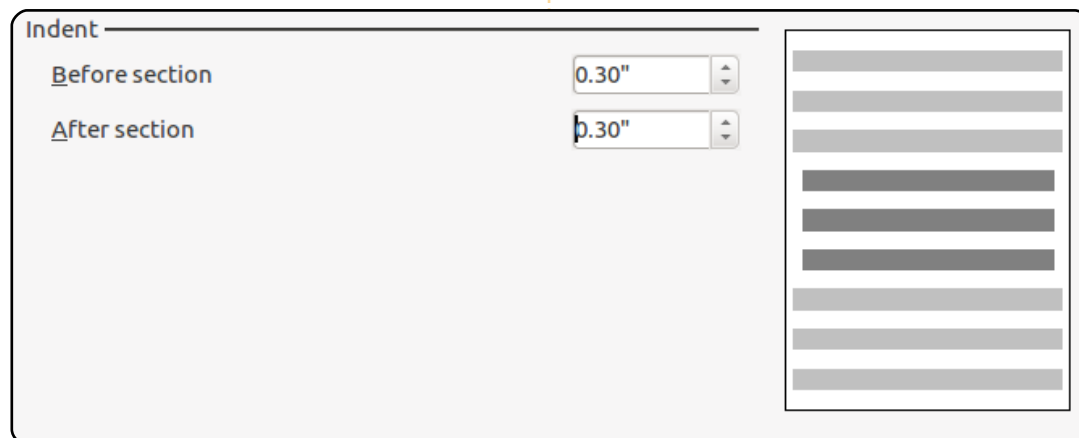 Indent
Before section 0.30"
After section 0.30"